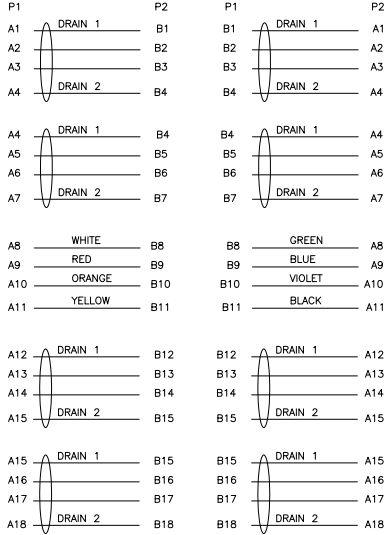 P1 P2 P1 P2
A1 DRAIN 1 B1 B1 DRAIN 1 A1
A2 B2 B2 A2
A3 B3 B3 A3
A4 DRAIN 2 B4 B4 DRAIN 2 A4
A4 DRAIN 1 B4 B4 DRAIN 1 A4
A5 B5 B5 A5
A6 B6 B6 A6
A7 DRAIN 2 B7 B7 DRAIN 2 A7
A8 WHITE B8 B8 GREEN A8
A9 RED B9 B9 BLUE A9
A10 ORANGE B10 B10 VIOLET A10
A11 YELLOW B11 B11 BLACK A11
A12 DRAIN 1 B12 B12 DRAIN 1 A12
A13 B13 B13 A13
A14 B14 B14 A14
A15 DRAIN 2 B15 B15 DRAIN 2 A15
A15 DRAIN 1 B15 B15 DRAIN 1 A15
A16 B16 B16 A16
A17 B17 B17 A17
A18 DRAIN 2 B18 B18 DRAIN 2 A18